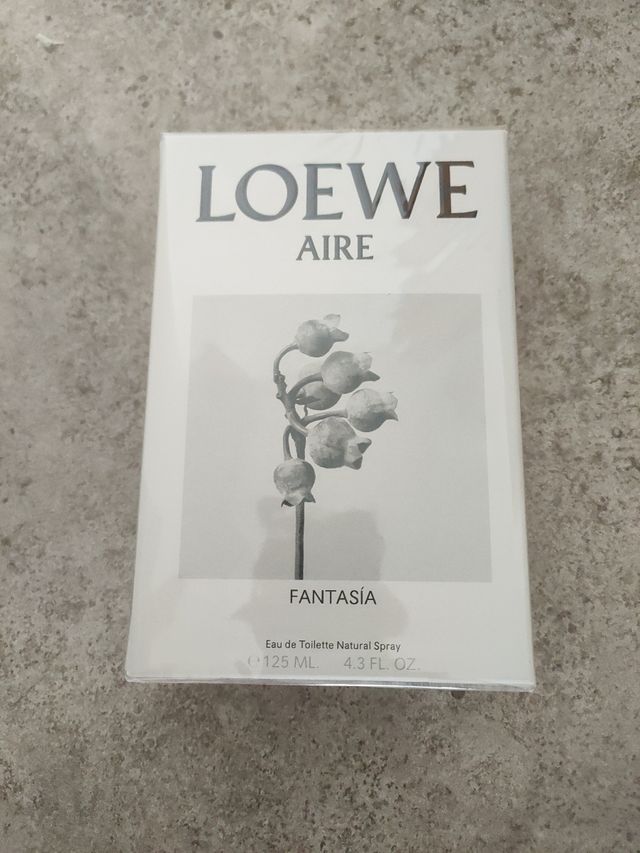 LOEWE
AIRE
FANTASÍA
Eau de Toilette Natural Spray
℮125 ML. 4.3 FL. OZ.